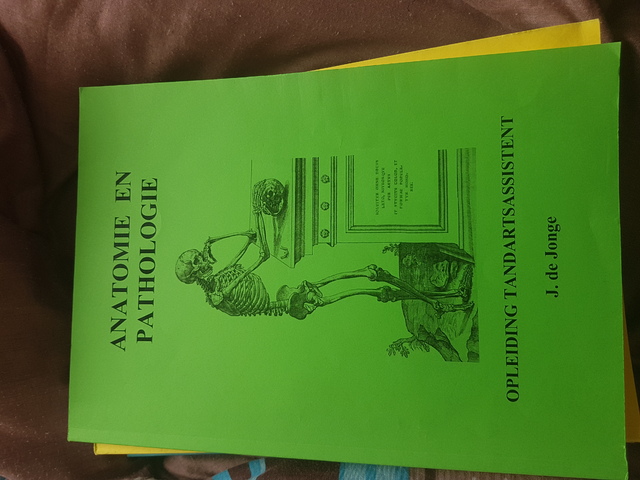 ANATOMIE EN
PATHOLOGIE
OPLEIDING TANDARTSASSISTENT
J. de Jonge